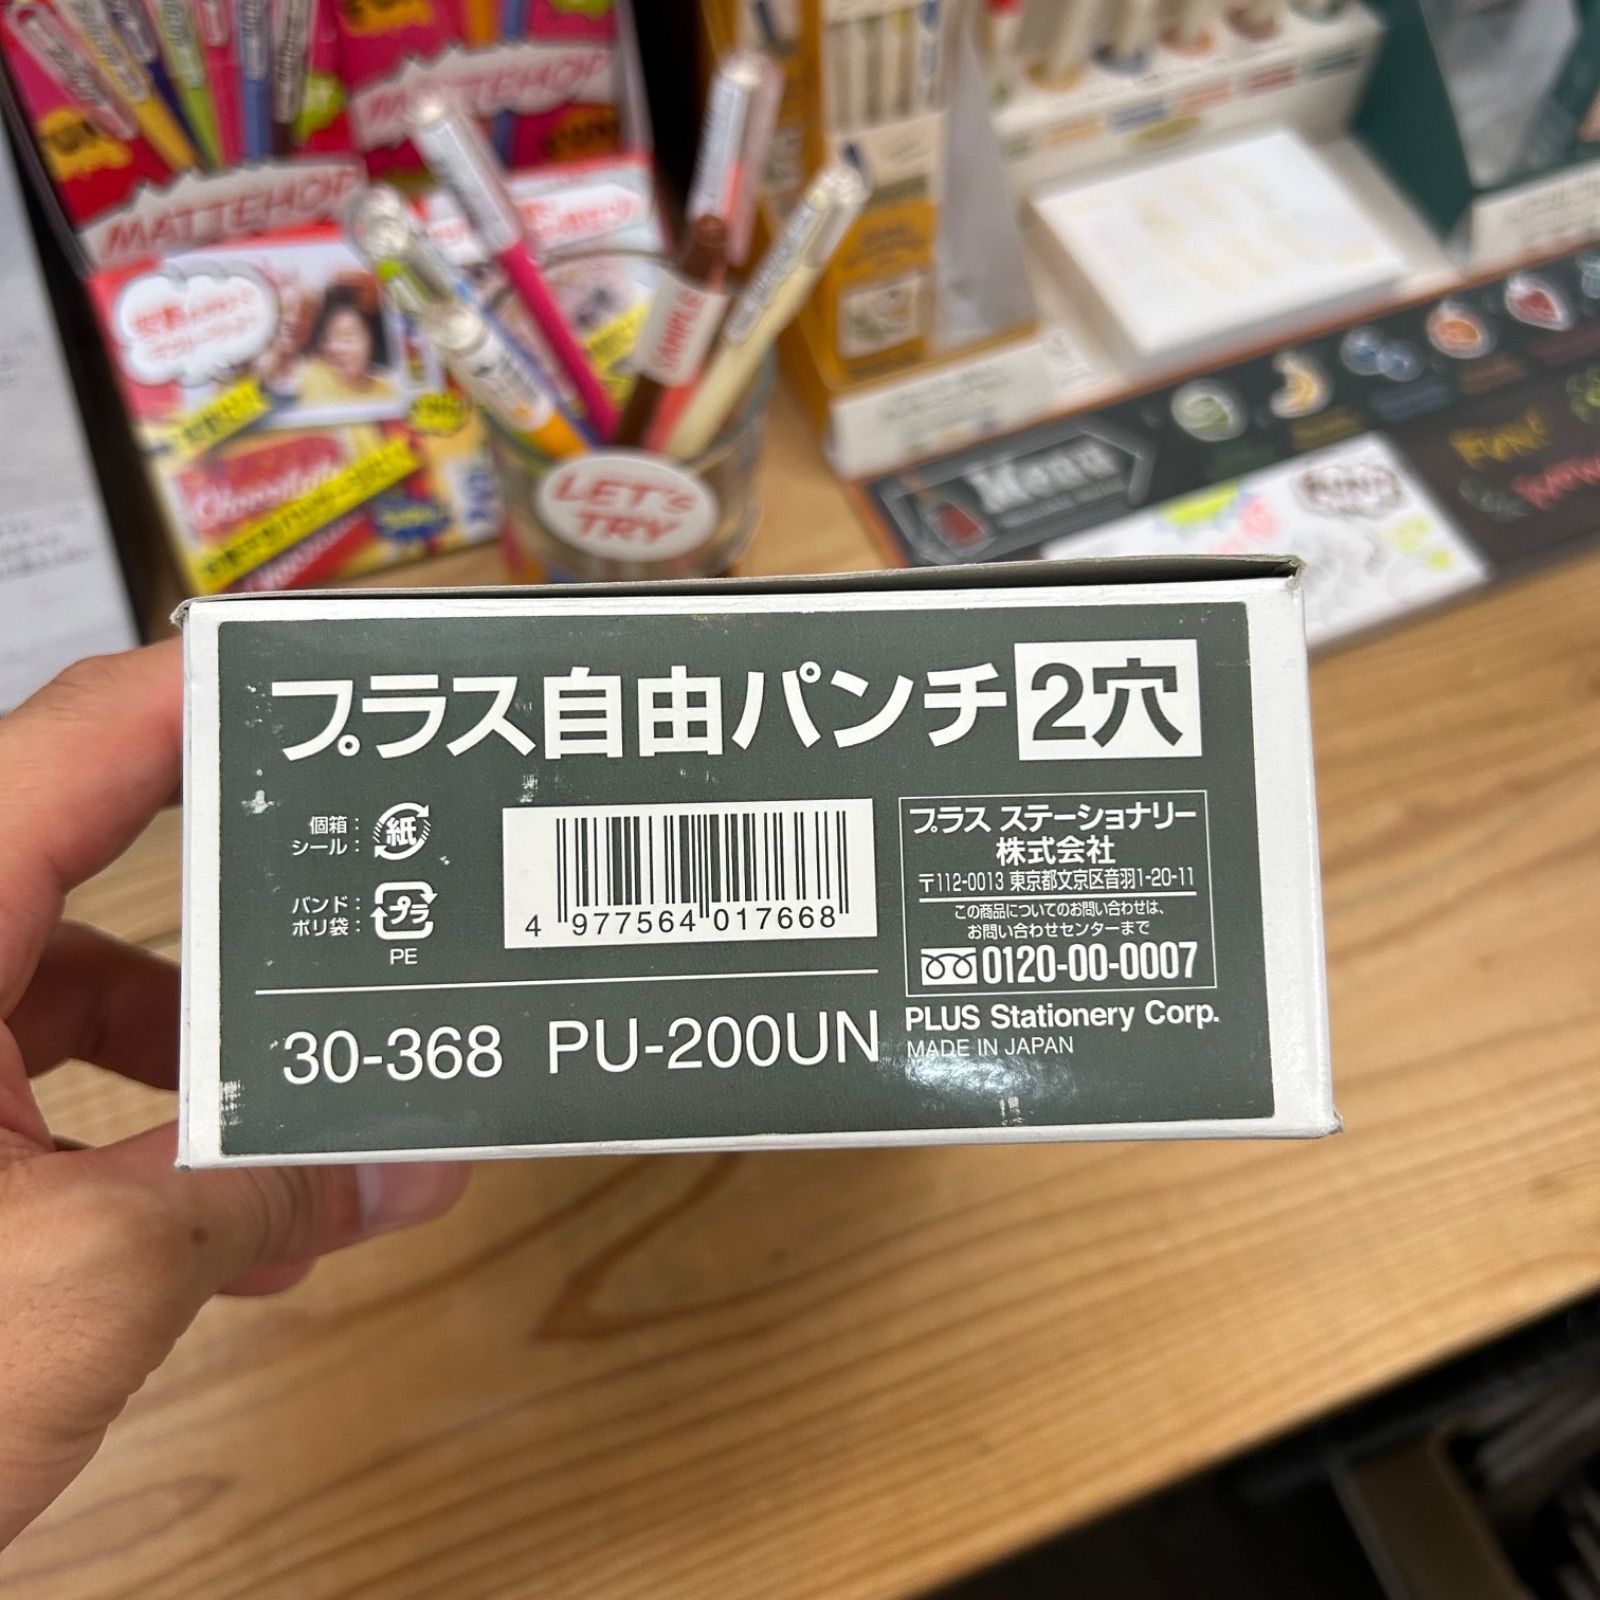 MATTEHOP
MATTEHOP
SAMPLE
LET's
TRY
Menu
プラス自由パンチ 2穴
個箱:
シール:
紙
バンド:
ポリ袋:
プラ
PE
4 977564 017668
プラス ステーショナリー
株式会社
〒112-0013 東京都文京区音羽1-20-11
この商品についてのお問い合わせは、
お問い合わせセンターまで
0120-00-0007
30-368 PU-200UN
PLUS Stationery Corp.
MADE IN JAPAN